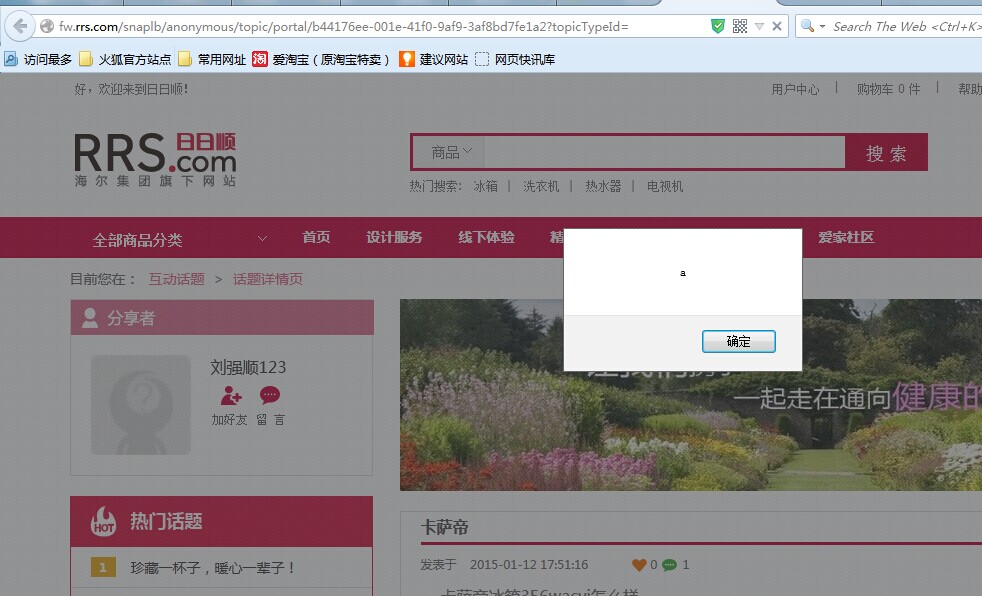 fw.rrs.com/snaplb/anonymous/topic/portal/b44176ee-001e-41f0-9af9-3af8bd7fe1a2?topicTypeId=
Search The Web <Ctrl+K>
访问最多 火狐官方站点 常用网址 淘 爱淘宝（原淘宝特卖） 建议网站 网页快讯库
好，欢迎来到日日顺！ 用户中心 | 购物车 0 件 | 帮助
RRS.com 日日顺
海尔集团旗下网站
商品 搜 索
热门搜索： 冰箱 | 洗衣机 | 热水器 | 电视机
全部商品分类 首页 设计服务 线下体验 精 爱家社区
目前您在： 互动话题 > 话题详情页
a
确定
分享者
刘强顺123
加好友 留 言
一起走在通向健康的
HOT 热门话题
1 珍藏一杯子，暖心一辈子！
卡萨帝
发表于 2015-01-12 17:51:16 0 1